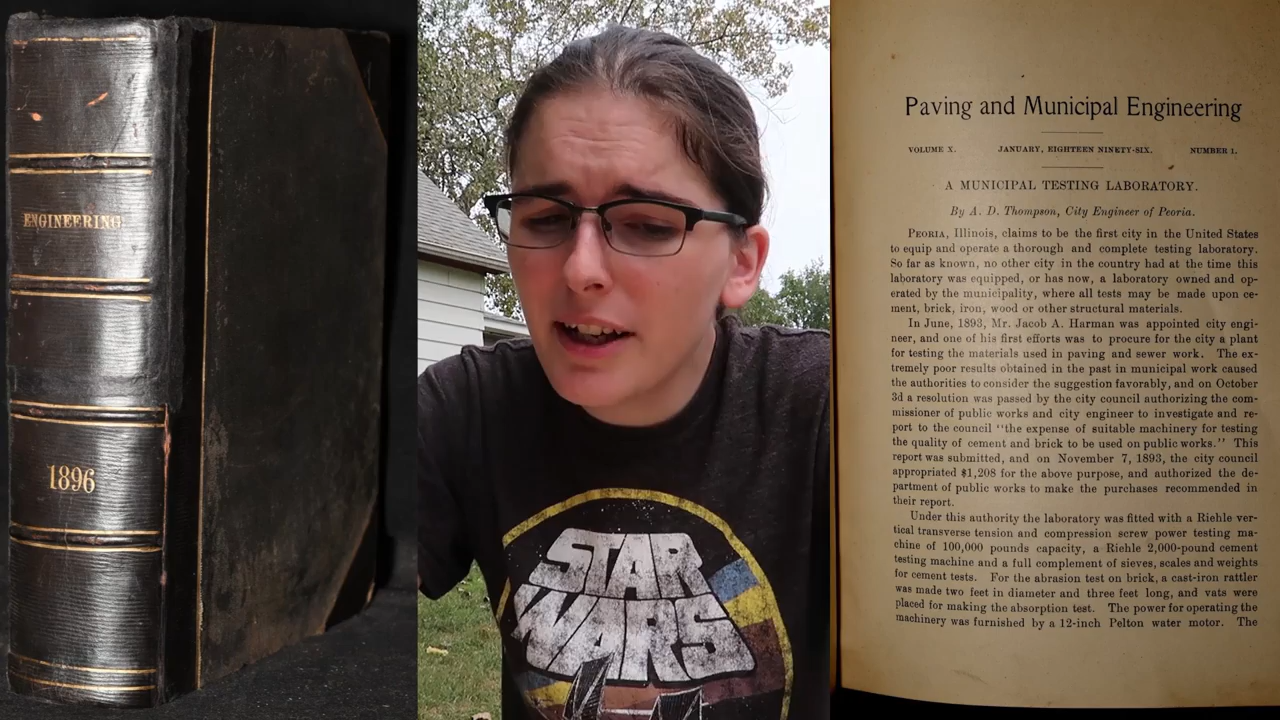 ENGINEERING
1896
STAR
WARS
Paving and Municipal Engineering
VOLUME X. JANUARY, EIGHTEEN NINETY-SIX. NUMBER 1.
A MUNICIPAL TESTING LABORATORY.
By A. D. Thompson, City Engineer of Peoria.
PEORIA, Illinois, claims to be the first city in the United States
to equip and operate a thorough and complete testing laboratory.
So far as known, no other city in the country had at the time this
laboratory was equipped, or has now, a laboratory owned and op-
erated by the municipality, where all tests may be made upon ce-
ment, brick, iron, wood or other structural materials.
In June, 1893, Mr. Jacob A. Harman was appointed city engi-
neer, and one of his first efforts was to procure for the city a plant
for testing the materials used in paving and sewer work. The ex-
tremely poor results obtained in the past in municipal work caused
the authorities to consider the suggestion favorably, and on October
3d a resolution was passed by the city council authorizing the com-
missioner of public works and city engineer to investigate and re-
port to the council "the expense of suitable machinery for testing
the quality of cement and brick to be used on public works." This
report was submitted, and on November 7, 1893, the city council
appropriated $1,208 for the above purpose, and authorized the de-
partment of public works to make the purchases recommended in
their report.
Under this authority the laboratory was fitted with a Riehle ver-
tical transverse tension and compression screw power testing ma-
chine of 100,000 pounds capacity, a Riehle 2,000-pound cement
testing machine and a full complement of sieves, scales and weights
for cement tests. For the abrasion test on brick, a cast-iron rattler
was made two feet in diameter and three feet long, and vats were
placed for making the absorption test. The power for operating the
machinery was furnished by a 12-inch Pelton water motor. The